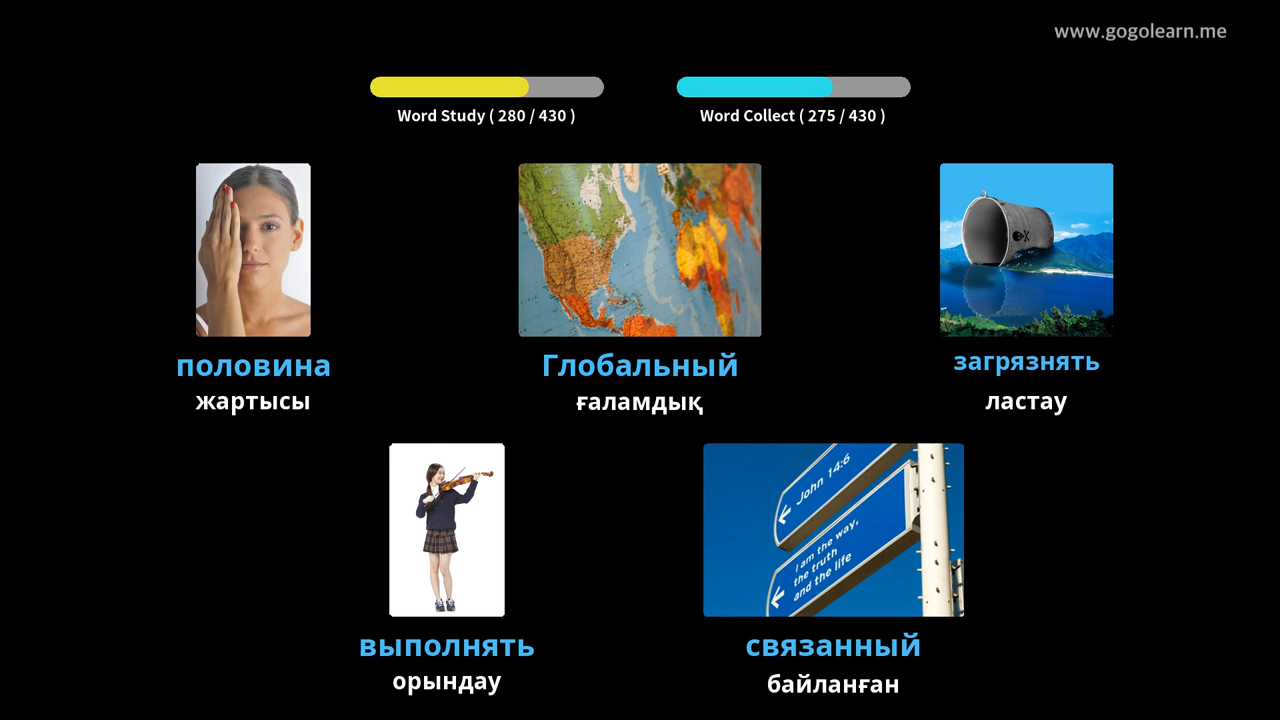 www.gogolearn.me
Word Study ( 280 / 430 )
Word Collect ( 275 / 430 )
половина
жартысы
Глобальный
ғаламдық
загрязнять
ластау
John 14:6
I am the way,
the truth
and the life
выполнять
орындау
связанный
байланған